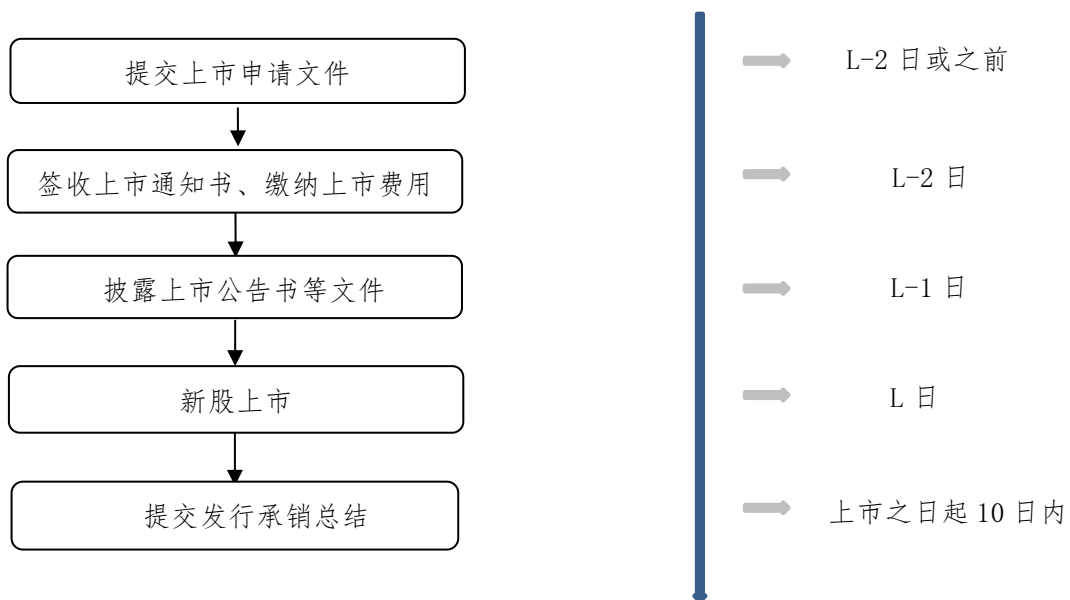 提交上市申请文件
L-2 日或之前
签收上市通知书、缴纳上市费用
L-2 日
披露上市公告书等文件
L-1 日
新股上市
L 日
提交发行承销总结
上市之日起 10 日内